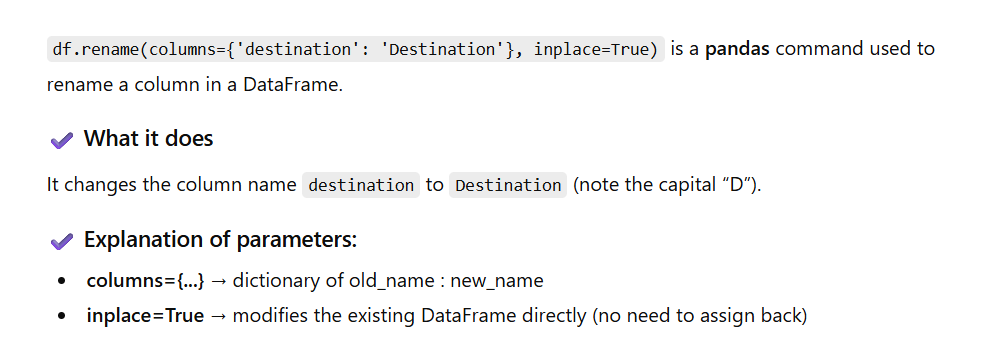 df.rename(columns={'destination': 'Destination'}, inplace=True) is a pandas command used to
rename a column in a DataFrame.
✔ What it does
It changes the column name destination to Destination (note the capital “D”).
✔ Explanation of parameters:
• columns={...} → dictionary of old_name : new_name
• inplace=True → modifies the existing DataFrame directly (no need to assign back)